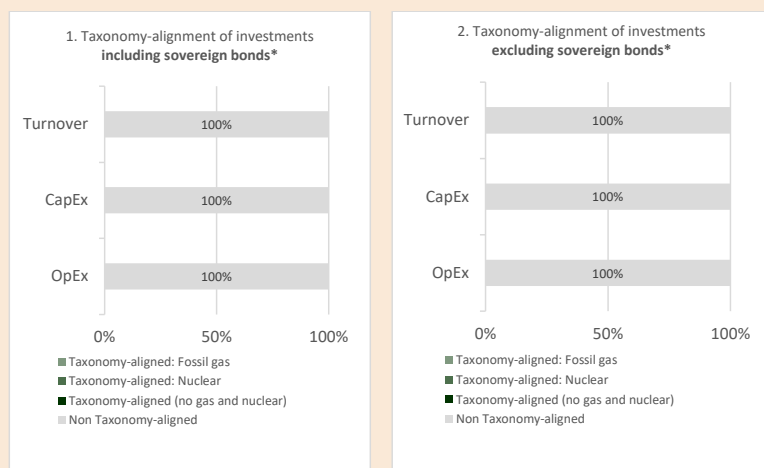 1. Taxonomy-alignment of investments
including sovereign bonds*
Turnover
100%
CapEx
100%
OpEx
100%
0%
50%
100%
Taxonomy-aligned: Fossil gas
Taxonomy-aligned: Nuclear
Taxonomy-aligned (no gas and nuclear)
Non Taxonomy-aligned
2. Taxonomy-alignment of investments
excluding sovereign bonds*
Turnover
100%
CapEx
100%
OpEx
100%
0%
50%
100%
Taxonomy-aligned: Fossil gas
Taxonomy-aligned: Nuclear
Taxonomy-aligned (no gas and nuclear)
Non Taxonomy-aligned